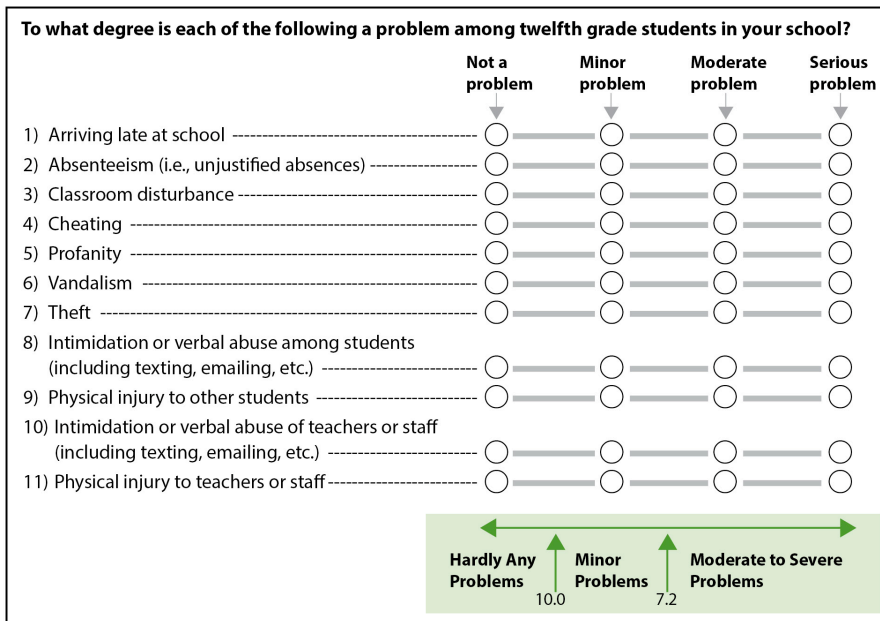 To what degree is each of the following a problem among twelfth grade students in your school?
Not a problem
Minor problem
Moderate problem
Serious problem
1) Arriving late at school
2) Absenteeism (i.e., unjustified absences)
3) Classroom disturbance
4) Cheating
5) Profanity
6) Vandalism
7) Theft
8) Intimidation or verbal abuse among students
(including texting, emailing, etc.)
9) Physical injury to other students
10) Intimidation or verbal abuse of teachers or staff
(including texting, emailing, etc.)
11) Physical injury to teachers or staff
Hardly Any Problems
10.0
Minor Problems
7.2
Moderate to Severe Problems